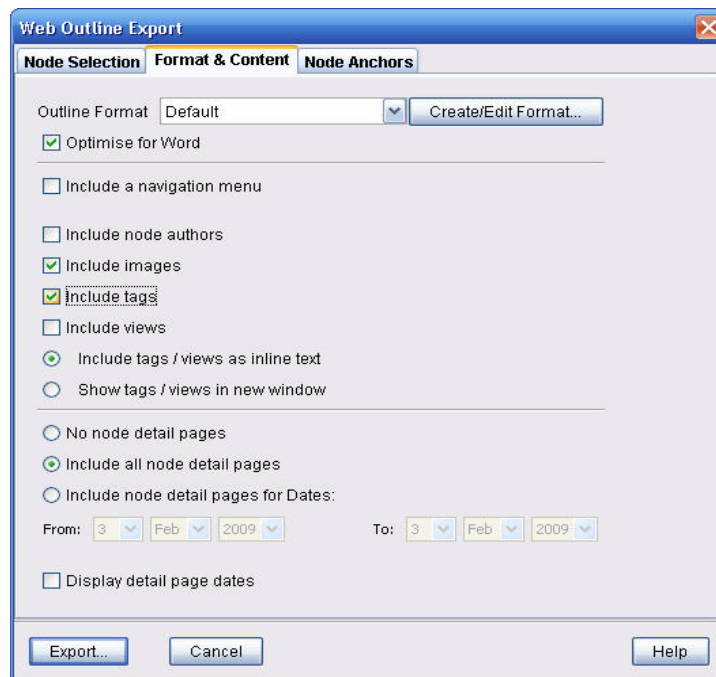 Web Outline Export
Node Selection Format & Content Node Anchors
Outline Format Default Create/Edit Format...
Optimise for Word
Include a navigation menu
Include node authors
Include images
Include tags
Include views
Include tags / views as inline text
Show tags / views in new window
No node detail pages
Include all node detail pages
Include node detail pages for Dates:
From: 3 Feb 2009 To: 3 Feb 2009
Display detail page dates
Export... Cancel Help